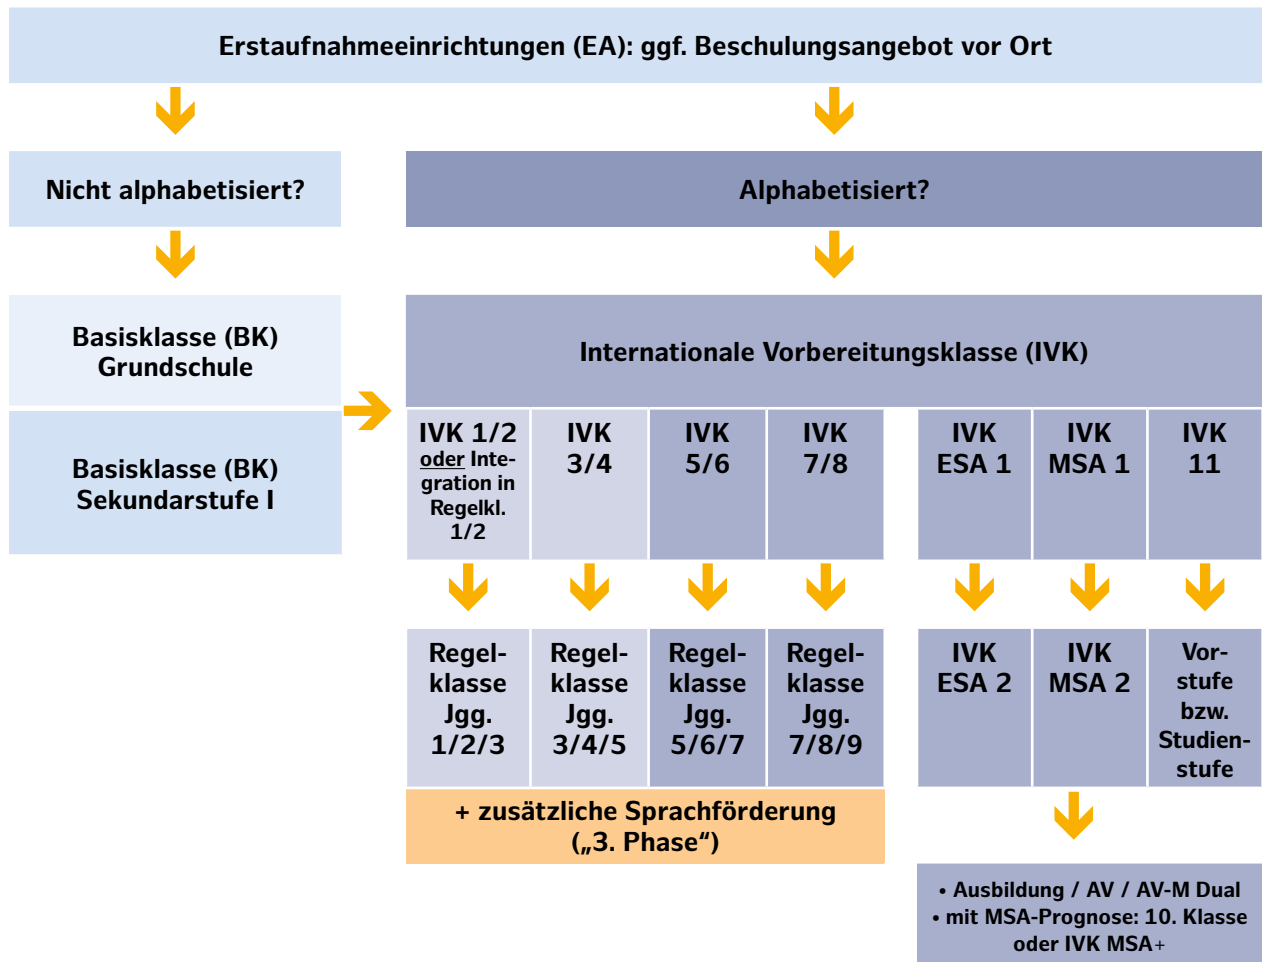 Erstaufnahmeeinrichtungen (EA): ggf. Beschulungsangebot vor Ort
Nicht alphabetisiert?
Alphabetisiert?
Basisklasse (BK)
Grundschule
Basisklasse (BK)
Sekundarstufe I
Internationale Vorbereitungsklasse (IVK)
IVK 1/2
oder Inte-
gration in
Regelkl.
1/2
IVK
3/4
IVK
5/6
IVK
7/8
IVK
ESA 1
IVK
MSA 1
IVK
11
Regel-
klasse
Jgg.
1/2/3
Regel-
klasse
Jgg.
3/4/5
Regel-
klasse
Jgg.
5/6/7
Regel-
klasse
Jgg.
7/8/9
IVK
ESA 2
IVK
MSA 2
Vor-
stufe
bzw.
Studien-
stufe
+ zusätzliche Sprachförderung
(„3. Phase“)
• Ausbildung / AV / AV-M Dual
• mit MSA-Prognose: 10. Klasse
oder IVK MSA+